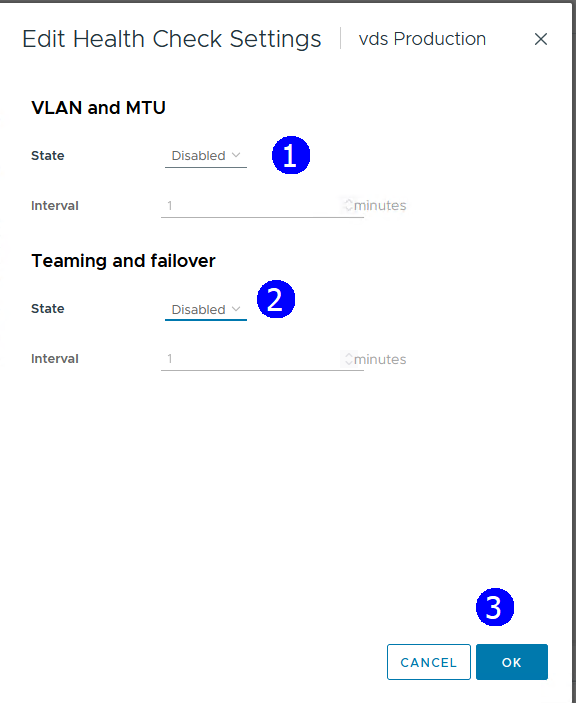 Edit Health Check Settings vds Production
VLAN and MTU
State Disabled 1
Interval 1 minutes
Teaming and failover
State Disabled 2
Interval 1 minutes
3
CANCEL OK